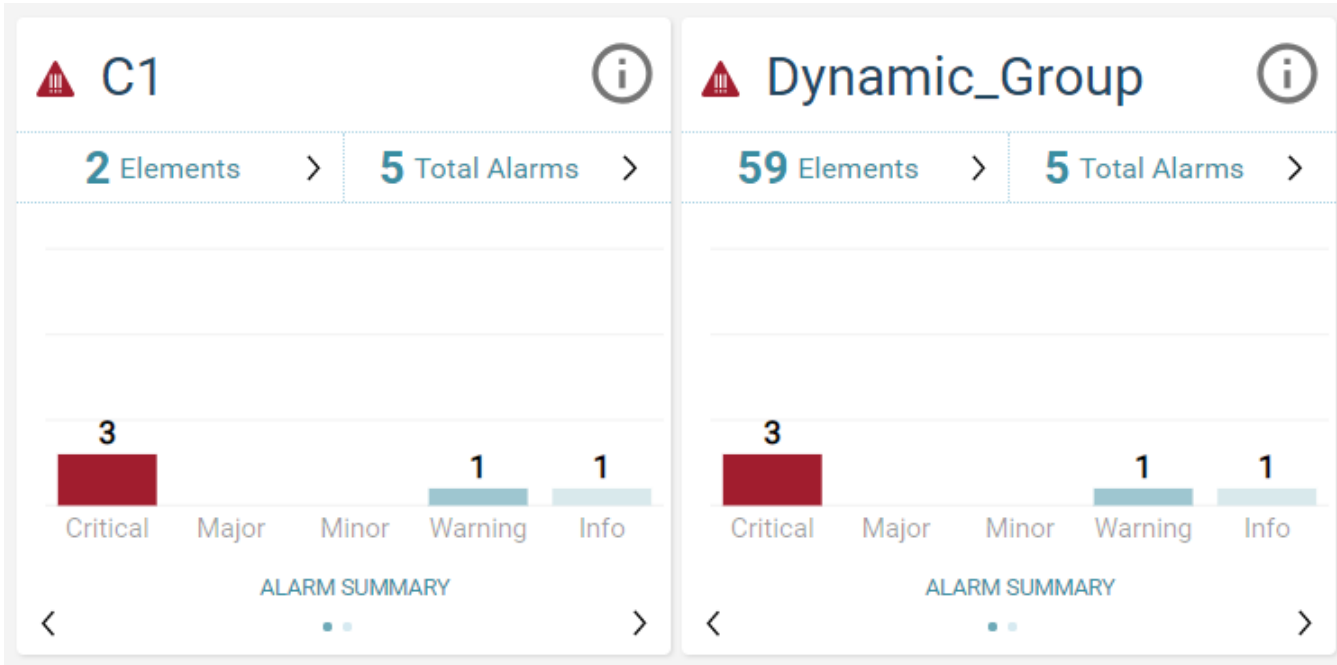 C1
2 Elements
5 Total Alarms
3
1
1
Critical
Major
Minor
Warning
Info
ALARM SUMMARY
Dynamic_Group
59 Elements
5 Total Alarms
3
1
1
Critical
Major
Minor
Warning
Info
ALARM SUMMARY